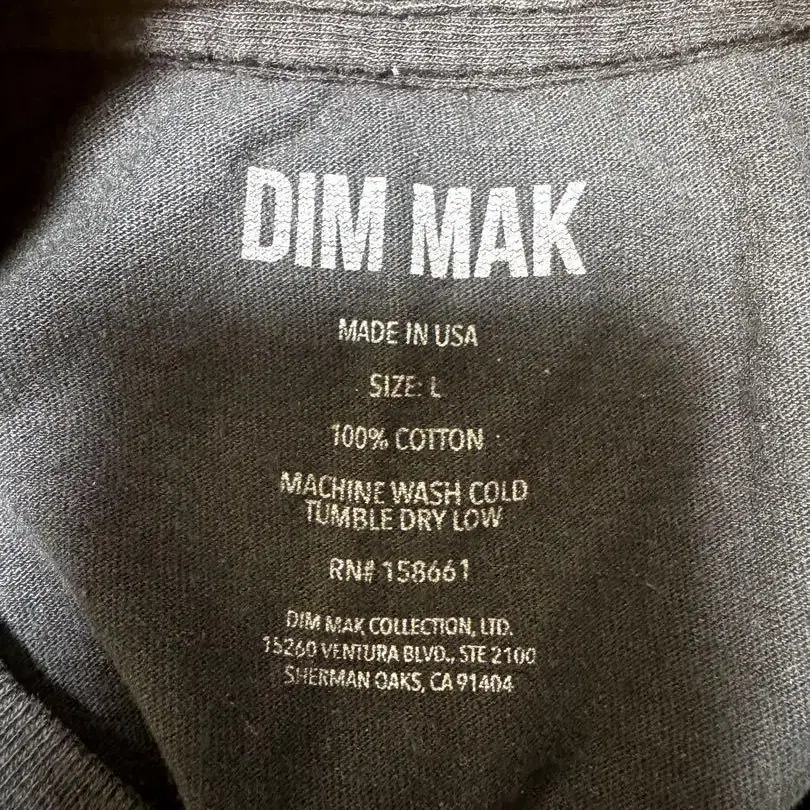 DIM MAK
MADE IN USA
SIZE: L
100% COTTON
MACHINE WASH COLD
TUMBLE DRY LOW
RN# 158661
DIM MAK COLLECTION, LTD.
15260 VENTURA BLVD., STE 2100
SHERMAN OAKS, CA 91404